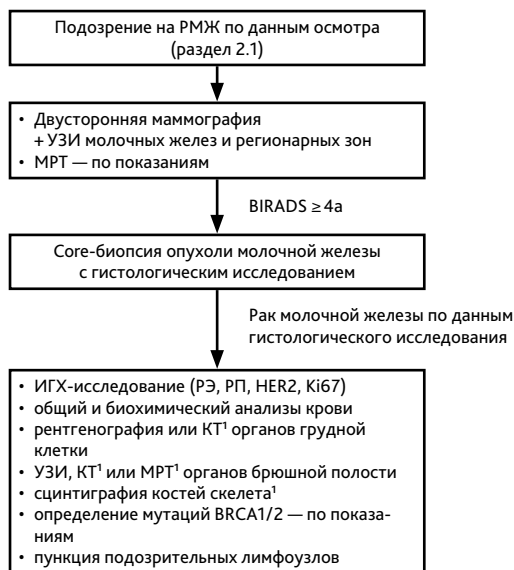 Подозрение на РМЖ по данным осмотра
(раздел 2.1)
• Двусторонняя маммография
+ УЗИ молочных желез и регионарных зон
• МРТ — по показаниям
BIRADS ≥ 4a
Core-биопсия опухоли молочной железы
с гистологическим исследованием
Рак молочной железы по данным
гистологического исследования
• ИГХ-исследование (РЭ, РП, HER2, Ki67)
• общий и биохимический анализы крови
• рентгенография или КТ¹ органов грудной
клетки
• УЗИ, КТ¹ или МРТ¹ органов брюшной полости
• сцинтиграфия костей скелета¹
• определение мутаций BRCA1/2 — по показа-
ниям
• пункция подозрительных лимфоузлов